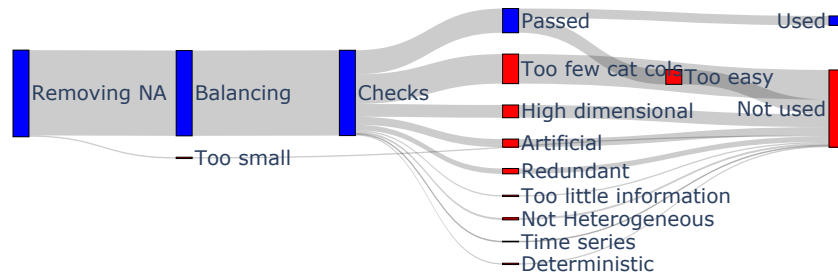 Passed
Used
Too few cat cols
Too easy
Removing NA
Balancing
Checks
High dimensional
Not used
Artificial
Too small
Redundant
Too little information
Not Heterogeneous
Time series
Deterministic